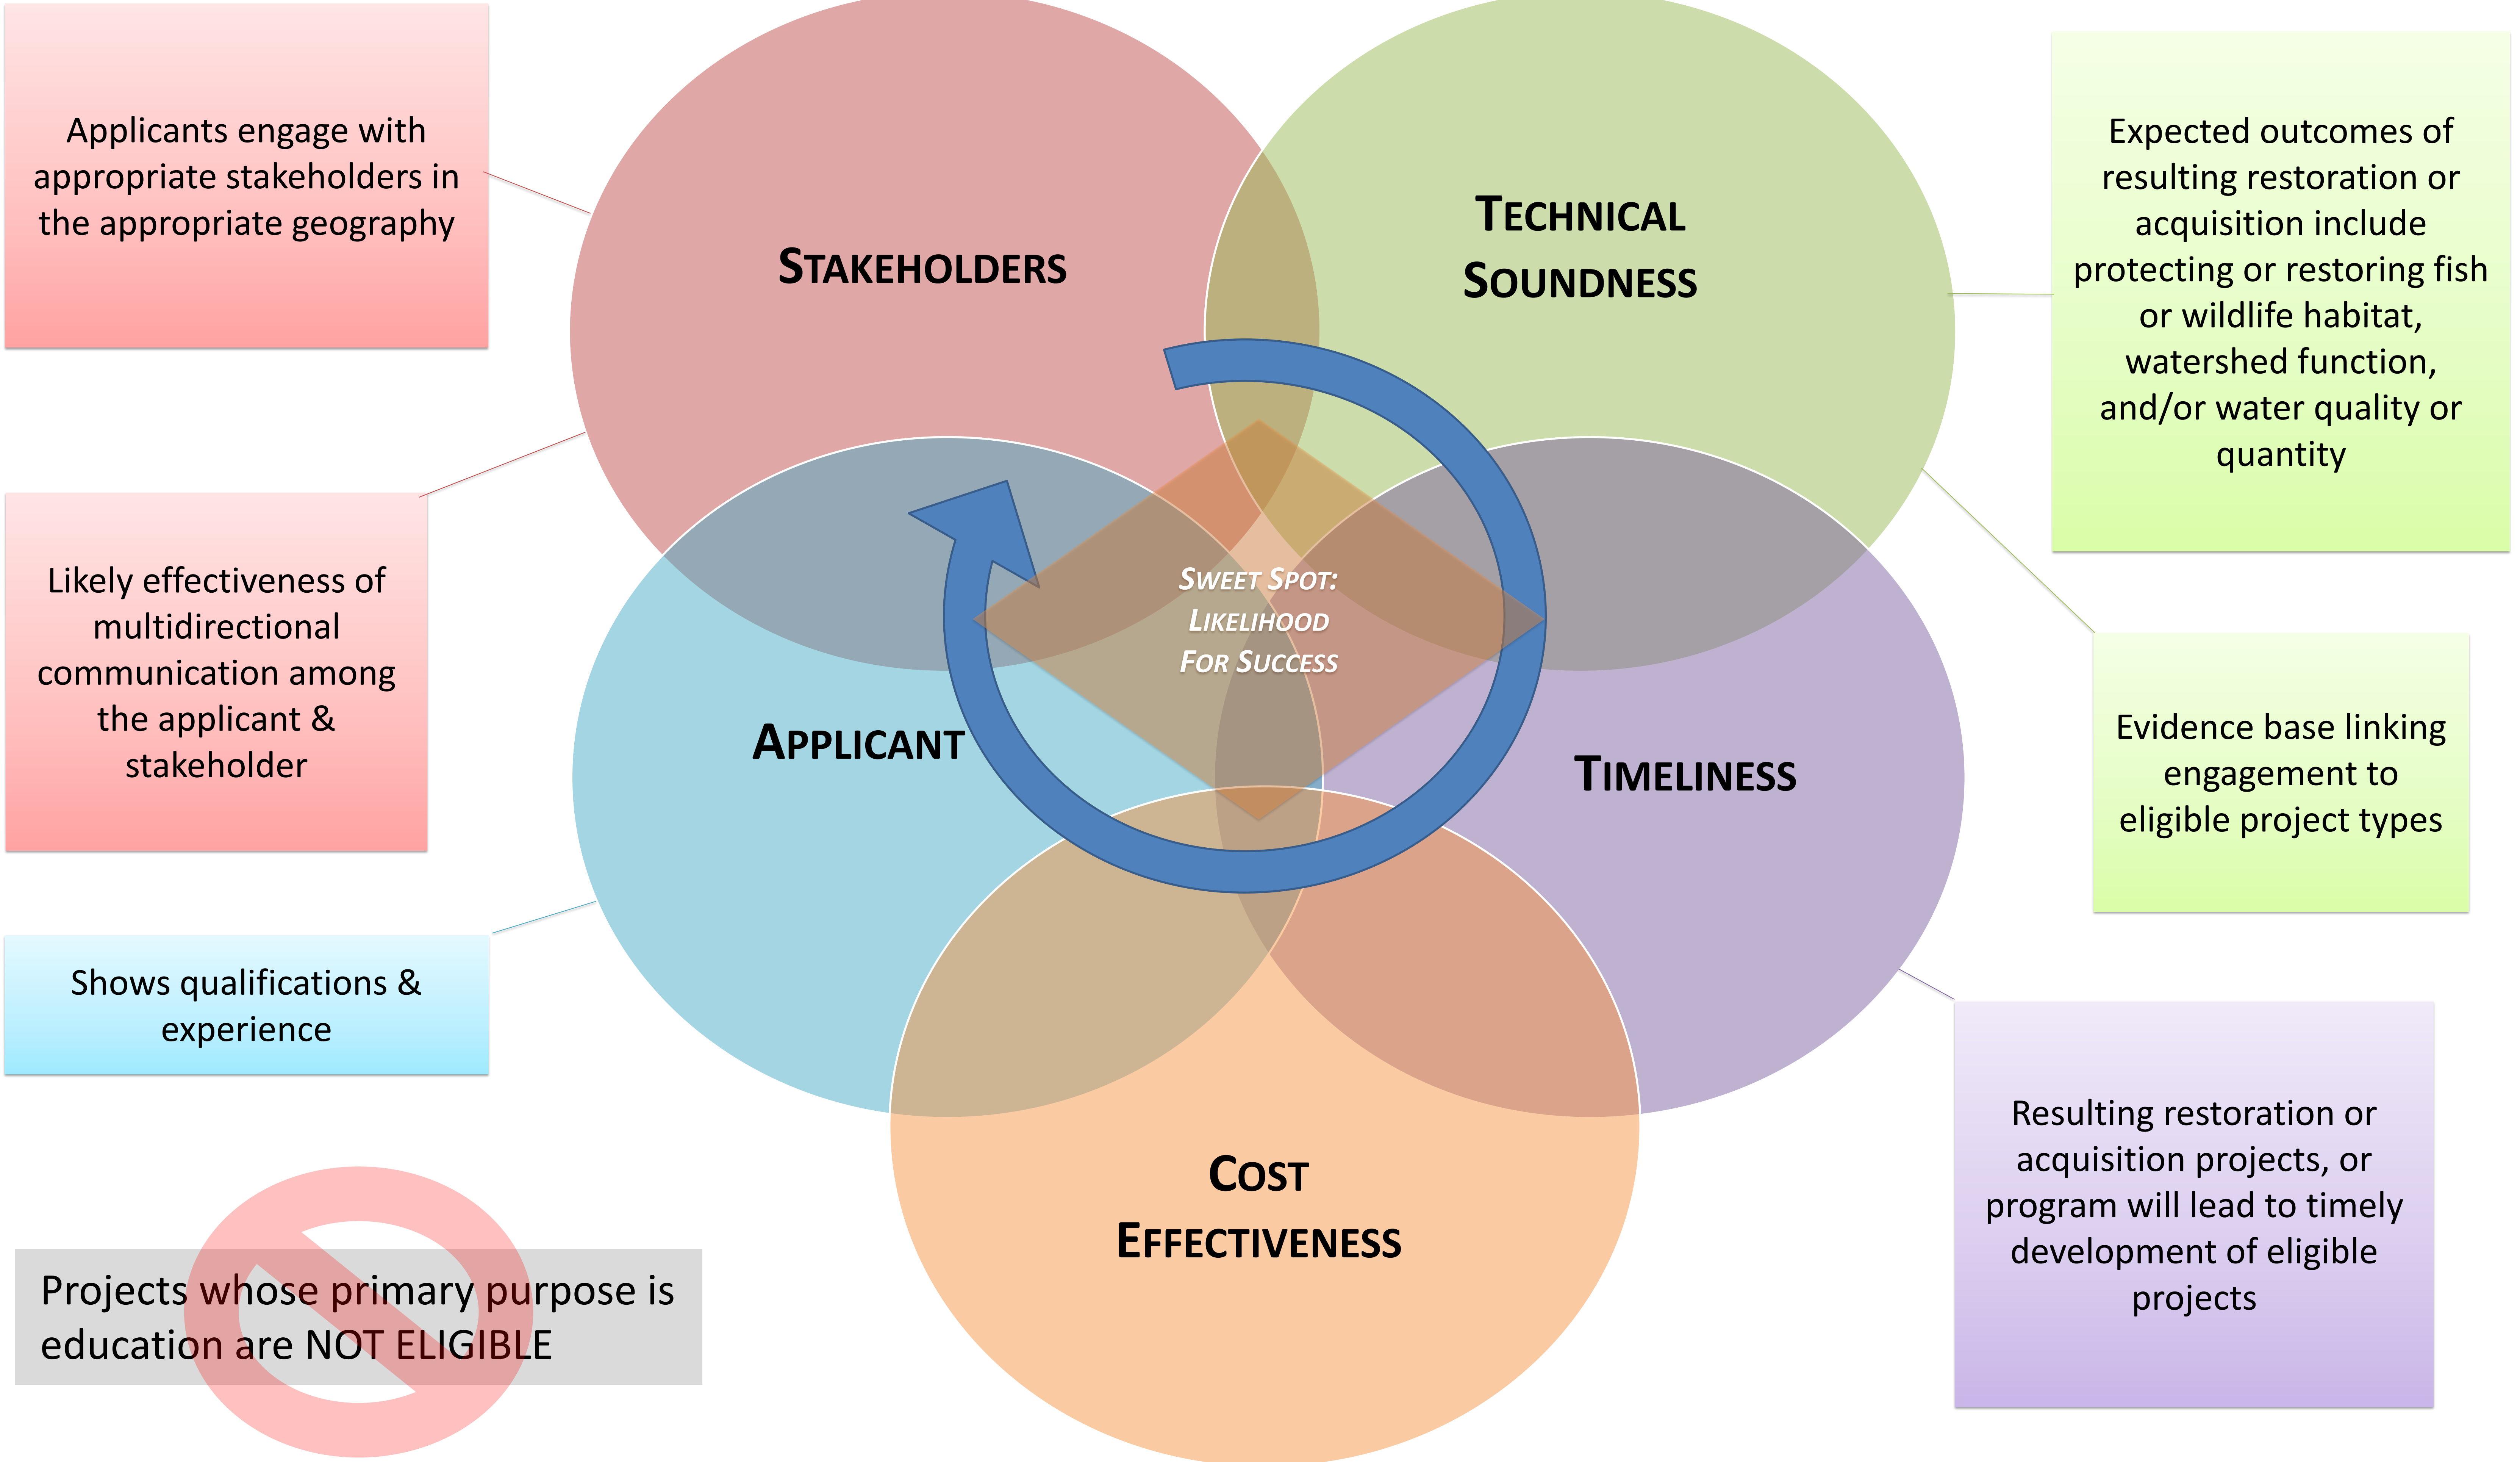 Applicants engage with
appropriate stakeholders in
the appropriate geography
Likely effectiveness of
multidirectional
communication among
the applicant &
stakeholder
Shows qualifications &
experience
Projects whose primary purpose is
education are NOT ELIGIBLE
STAKEHOLDERS
TECHNICAL
SOUNDNESS
SWEET SPOT:
LIKELIHOOD
FOR SUCCESS
APPLICANT
TIMELINESS
COST
EFFECTIVENESS
Expected outcomes of
resulting restoration or
acquisition include
protecting or restoring fish
or wildlife habitat,
watershed function,
and/or water quality or
quantity
Evidence base linking
engagement to
eligible project types
Resulting restoration or
acquisition projects, or
program will lead to timely
development of eligible
projects